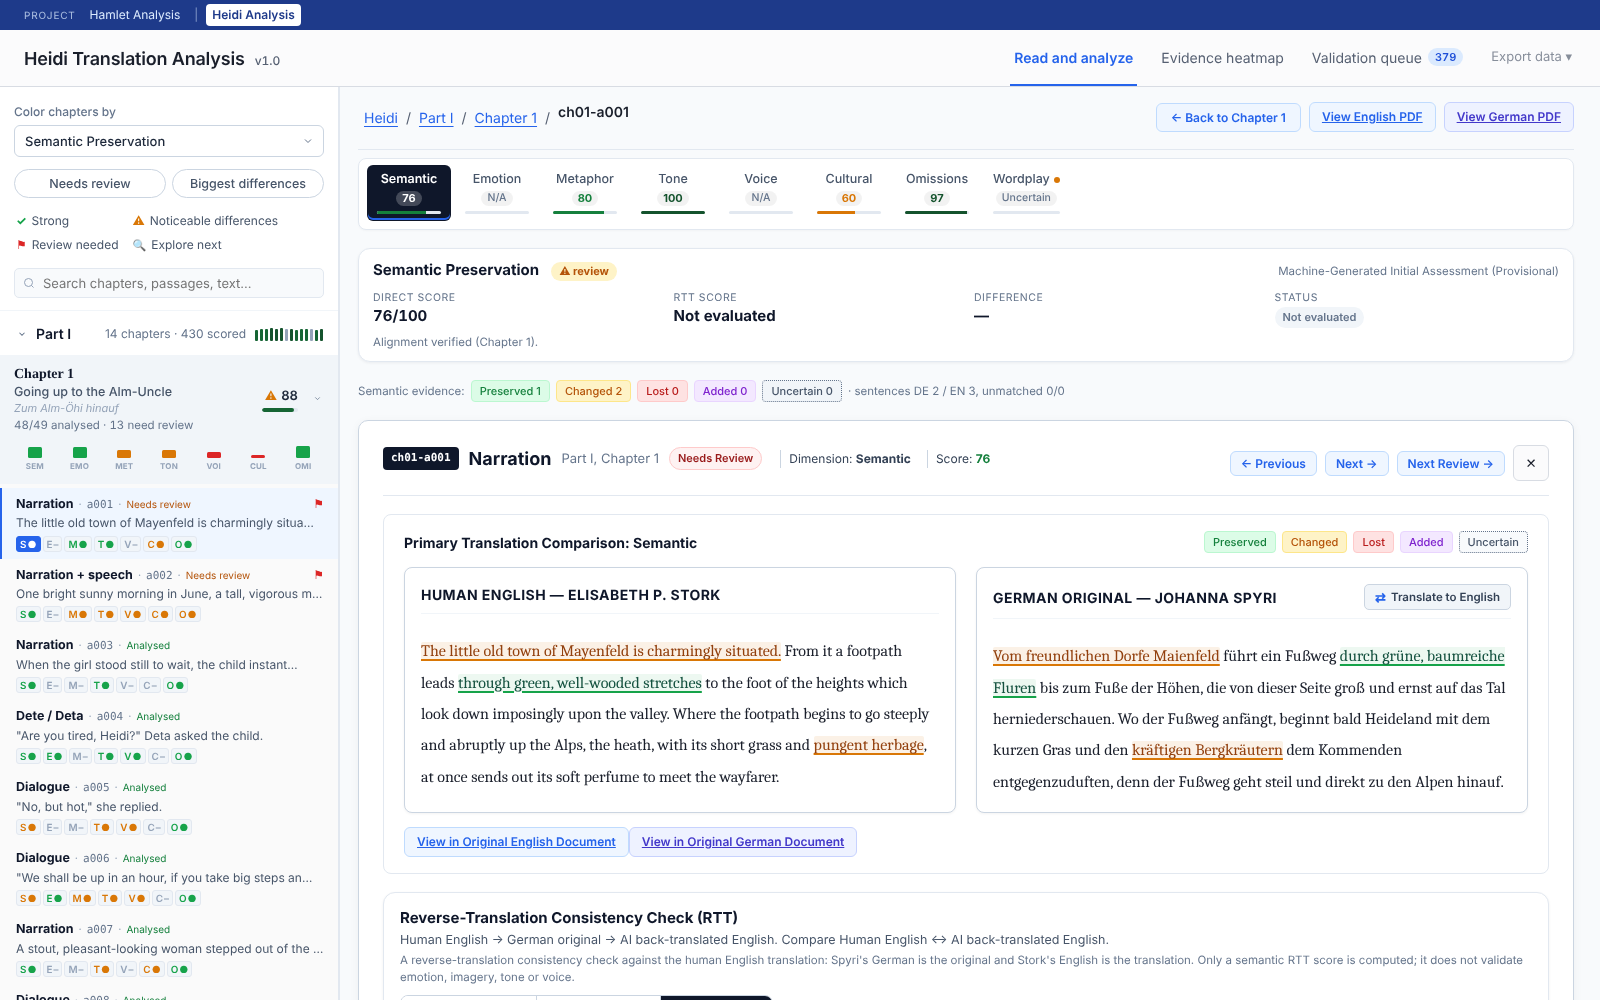 PROJECT Hamlet Analysis | Heidi Analysis
Heidi Translation Analysis v1.0
Read and analyze Evidence heatmap Validation queue 379 Export data ▾
Color chapters by
Semantic Preservation
Needs review Biggest differences
✓ Strong ⚠ Noticeable differences
⚑ Review needed 🔍 Explore next
Search chapters, passages, text...
Part I 14 chapters · 430 scored
Chapter 1
Going up to the Alm-Uncle ⚠ 88
Zum Alm-Öhi hinauf
48/49 analysed · 13 need review
SEM EMO MET TON VOI CUL OMI
Narration · a001 · Needs review ⚑
The little old town of Mayenfeld is charmingly situa...
S● E– M● T● V– C● O●
Narration + speech · a002 · Needs review ⚑
One bright sunny morning in June, a tall, vigorous m...
S● E– M● T● V● C● O●
Narration · a003 · Analysed
When the girl stood still to wait, the child instant...
S● E– M– T● V– C– O●
Dete / Deta · a004 · Analysed
"Are you tired, Heidi?" Deta asked the child.
S● E● M– T● V● C– O●
Dialogue · a005 · Analysed
"No, but hot," she replied.
S● E– M– T● V● C– O●
Dialogue · a006 · Analysed
"We shall be up in an hour, if you take big steps an...
S● E● M● T● V● C– O●
Narration · a007 · Analysed
A stout, pleasant-looking woman stepped out of the ...
S● E– M– T● V– C● O●
Dialogue · a008 · Analysed
Heidi / Part I / Chapter 1 / ch01-a001
← Back to Chapter 1 View English PDF View German PDF
Semantic Emotion Metaphor Tone Voice Cultural Omissions Wordplay ●
76 N/A 80 100 N/A 60 97 Uncertain
Semantic Preservation ⚠ review Machine-Generated Initial Assessment (Provisional)
DIRECT SCORE RTT SCORE DIFFERENCE STATUS
76/100 Not evaluated — Not evaluated
Alignment verified (Chapter 1).
Semantic evidence: Preserved 1 Changed 2 Lost 0 Added 0 Uncertain 0 · sentences DE 2 / EN 3, unmatched 0/0
ch01-a001 Narration Part I, Chapter 1 Needs Review Dimension: Semantic Score: 76
← Previous Next → Next Review → ×
Primary Translation Comparison: Semantic Preserved Changed Lost Added Uncertain
HUMAN ENGLISH — ELISABETH P. STORK
The little old town of Mayenfeld is charmingly situated. From it a footpath
leads through green, well-wooded stretches to the foot of the heights which
look down imposingly upon the valley. Where the footpath begins to go steeply
and abruptly up the Alps, the heath, with its short grass and pungent herbage,
at once sends out its soft perfume to meet the wayfarer.
GERMAN ORIGINAL — JOHANNA SPYRI ⇄ Translate to English
Vom freundlichen Dorfe Maienfeld führt ein Fußweg durch grüne, baumreiche
Fluren bis zum Fuße der Höhen, die von dieser Seite groß und ernst auf das Tal
herniederschauen. Wo der Fußweg anfängt, beginnt bald Heideland mit dem
kurzen Gras und den kräftigen Bergkräutern dem Kommenden
entgegenzuduften, denn der Fußweg geht steil und direkt zu den Alpen hinauf.
View in Original English Document View in Original German Document
Reverse-Translation Consistency Check (RTT)
Human English → German original → AI back-translated English. Compare Human English ↔ AI back-translated English.
A reverse-translation consistency check against the human English translation: Spyri's German is the original and Stork's English is the translation. Only a semantic RTT score is computed; it does not validate
emotion, imagery, tone or voice.